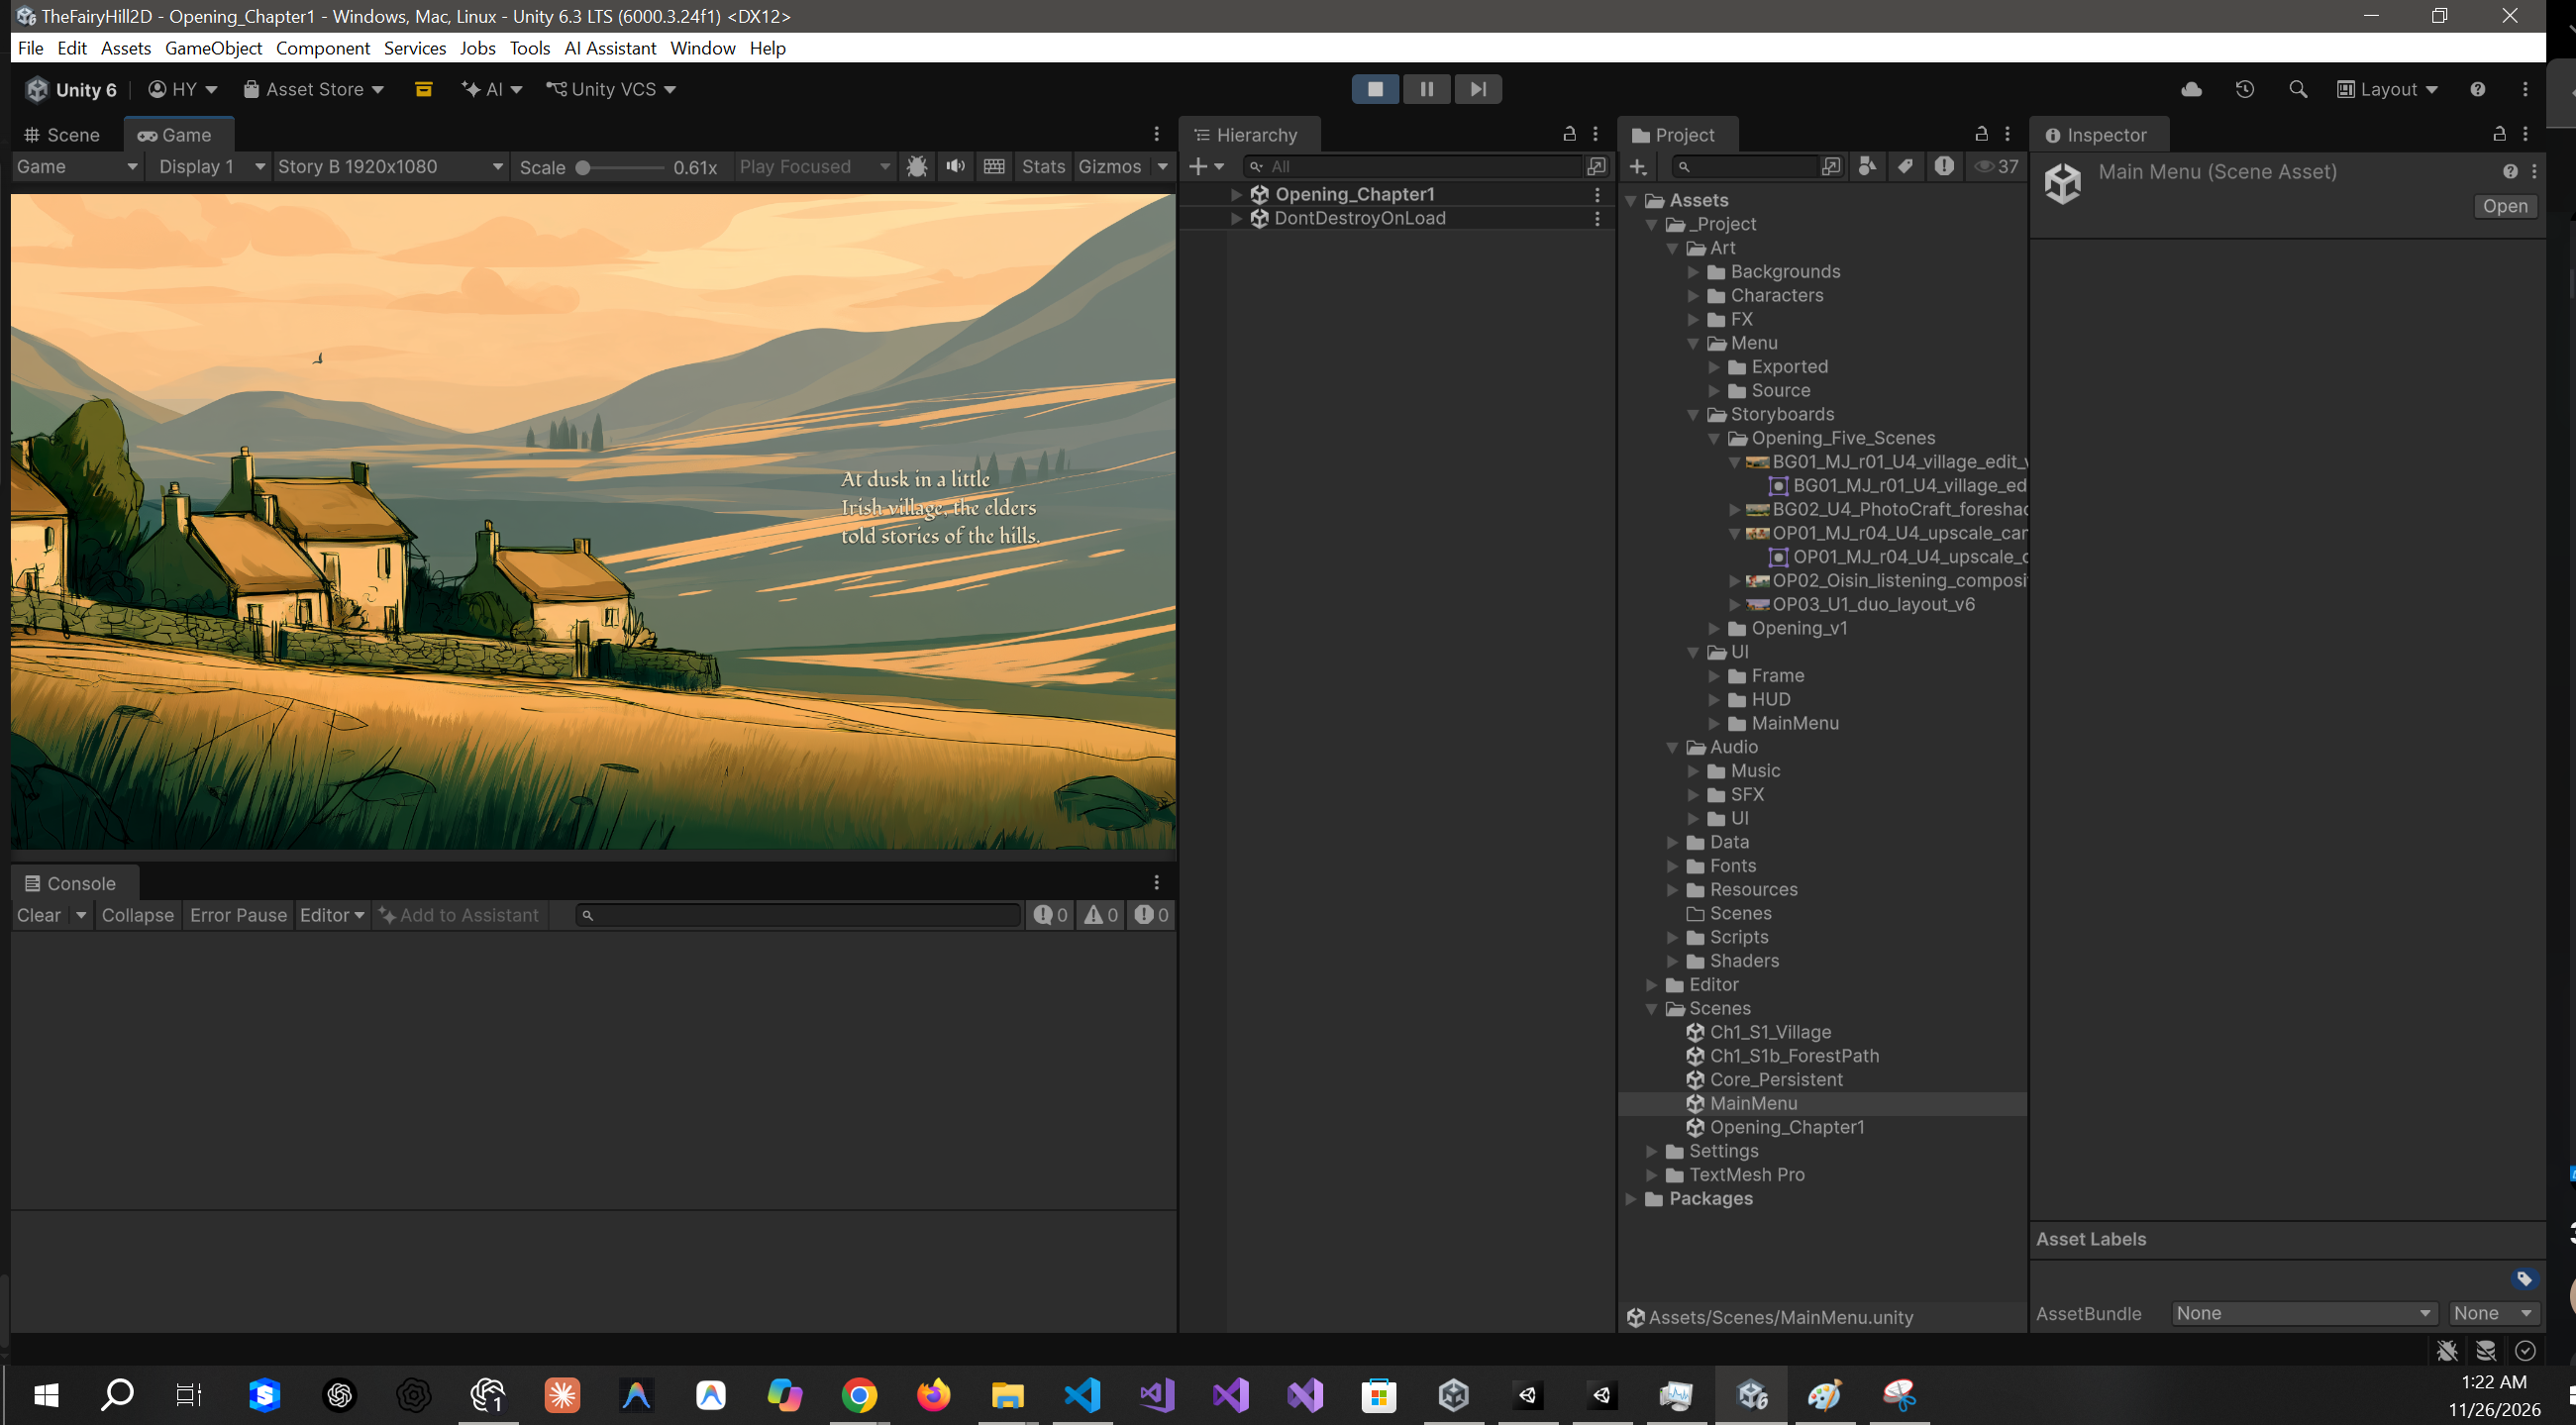 TheFairyHill2D - Opening_Chapter1 - Windows, Mac, Linux - Unity 6.3 LTS (6000.3.24f1) <DX12>
File Edit Assets GameObject Component Services Jobs Tools AI Assistant Window Help
Unity 6 HY Asset Store AI Unity VCS Layout
Scene Game
Game Display 1 Story B 1920x1080 Scale 0.61x Play Focused Stats Gizmos
At dusk in a little
Irish village, the elders
told stories of the hills.
Console
Clear Collapse Error Pause Editor Add to Assistant 0 0 0
Hierarchy
All
Opening_Chapter1
DontDestroyOnLoad
Project
37
Assets
_Project
Art
Backgrounds
Characters
FX
Menu
Exported
Source
Storyboards
Opening_Five_Scenes
BG01_MJ_r01_U4_village_edit_
BG01_MJ_r01_U4_village_ed
BG02_U4_PhotoCraft_foreshad
OP01_MJ_r04_U4_upscale_car
OP01_MJ_r04_U4_upscale_c
OP02_Oisin_listening_composi
OP03_U1_duo_layout_v6
Opening_v1
UI
Frame
HUD
MainMenu
Audio
Music
SFX
UI
Data
Fonts
Resources
Scenes
Scripts
Shaders
Editor
Scenes
Ch1_S1_Village
Ch1_S1b_ForestPath
Core_Persistent
MainMenu
Opening_Chapter1
Settings
TextMesh Pro
Packages
Assets/Scenes/MainMenu.unity
Inspector
Main Menu (Scene Asset)
Open
Asset Labels
AssetBundle None None
1:22 AM
11/26/2026